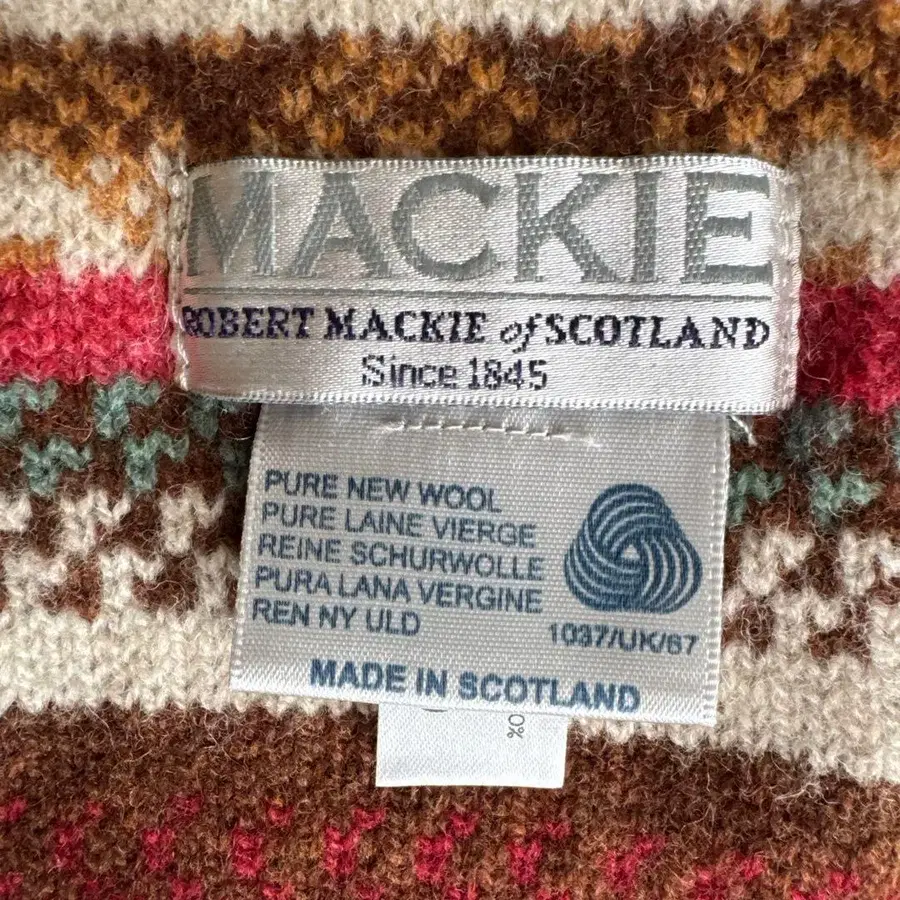 MACKIE
ROBERT MACKIE of SCOTLAND
Since 1845
PURE NEW WOOL
PURE LAINE VIERGE
REINE SCHURWOLLE
PURA LANA VERGINE
REN NY ULD
1037/UK/67
MADE IN SCOTLAND